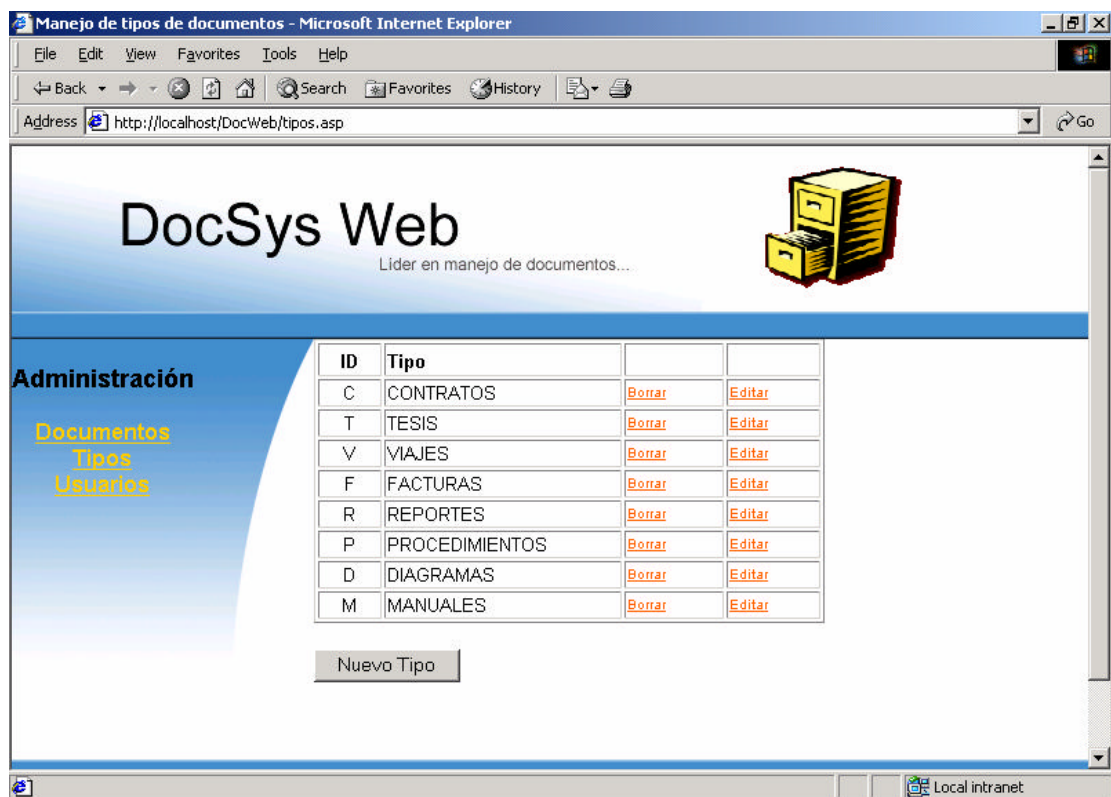 Manejo de tipos de documentos - Microsoft Internet Explorer
File Edit View Favorites Tools Help
Back Search Favorites History
Address http://localhost/DocWeb/tipos.asp Go
DocSys Web
Lider en manejo de documentos...
Administración
Documentos
Tipos
Usuarios
ID Tipo
C CONTRATOS Borrar Editar
T TESIS Borrar Editar
V VIAJES Borrar Editar
F FACTURAS Borrar Editar
R REPORTES Borrar Editar
P PROCEDIMIENTOS Borrar Editar
D DIAGRAMAS Borrar Editar
M MANUALES Borrar Editar
Nuevo Tipo
Local intranet